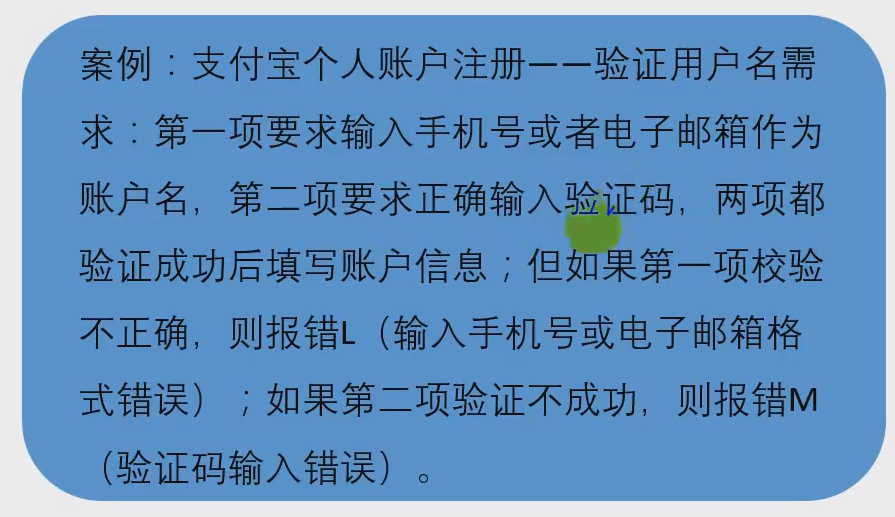 案例：支付宝个人账户注册——验证用户名需
求：第一项要求输入手机号或者电子邮箱作为
账户名，第二项要求正确输入验证码，两项都
验证成功后填写账户信息；但如果第一项校验
不正确，则报错L（输入手机号或电子邮箱格
式错误）；如果第二项验证不成功，则报错M
（验证码输入错误）。